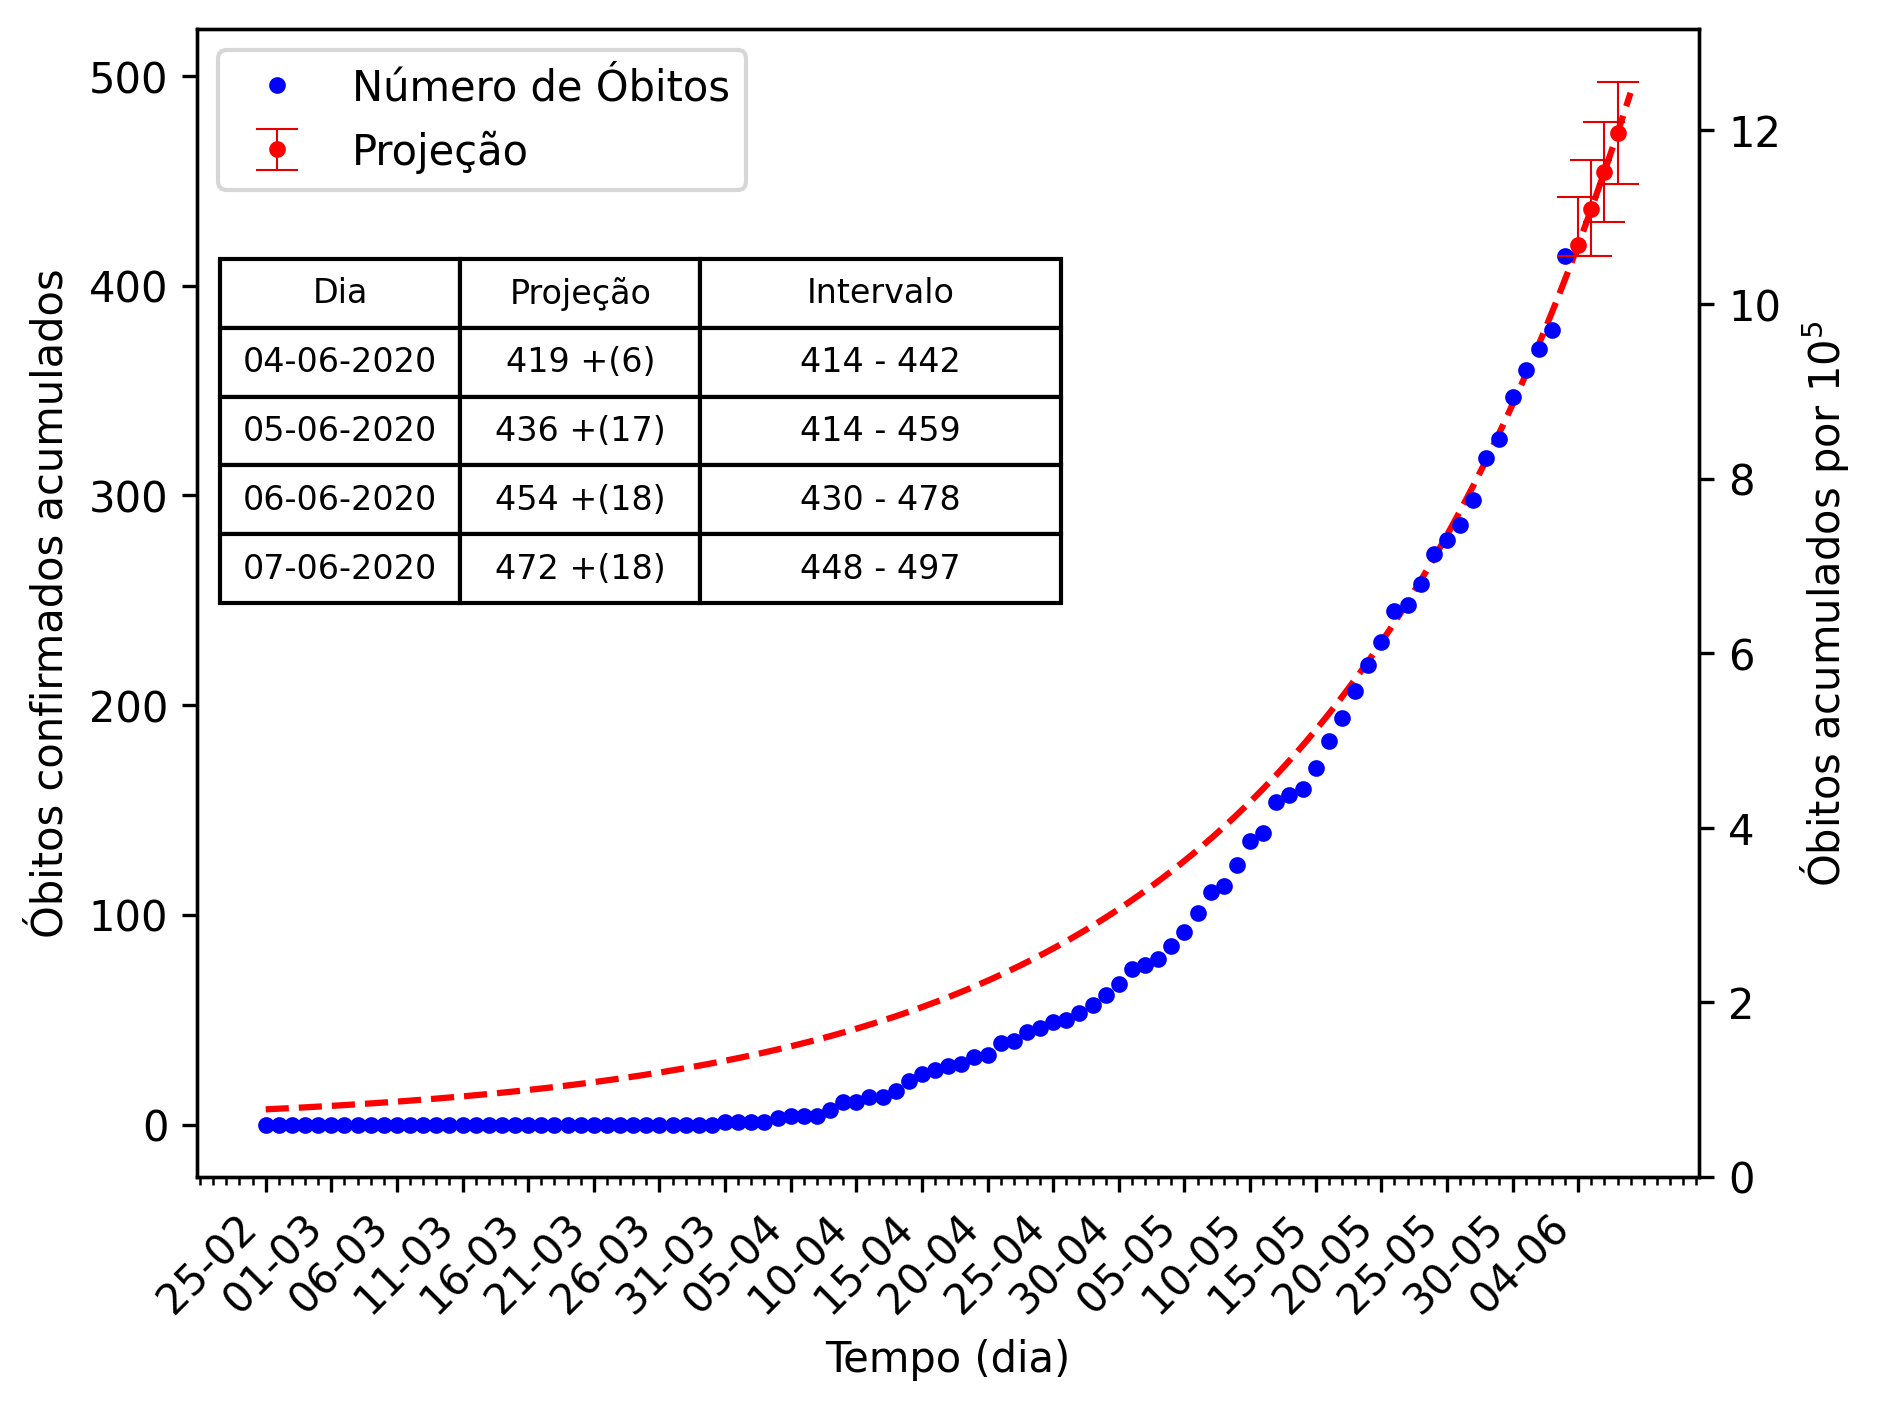 Número de Óbitos
Projeção
Dia Projeção Intervalo
04-06-2020 419 +(6) 414 - 442
05-06-2020 436 +(17) 414 - 459
06-06-2020 454 +(18) 430 - 478
07-06-2020 472 +(18) 448 - 497
Óbitos confirmados acumulados
500
400
300
200
100
0
Óbitos acumulados por 10⁵
12
10
8
6
4
2
0
25-02 01-03 06-03 11-03 16-03 21-03 26-03 31-03 05-04 10-04 15-04 20-04 25-04 30-04 05-05 10-05 15-05 20-05 25-05 30-05 04-06
Tempo (dia)